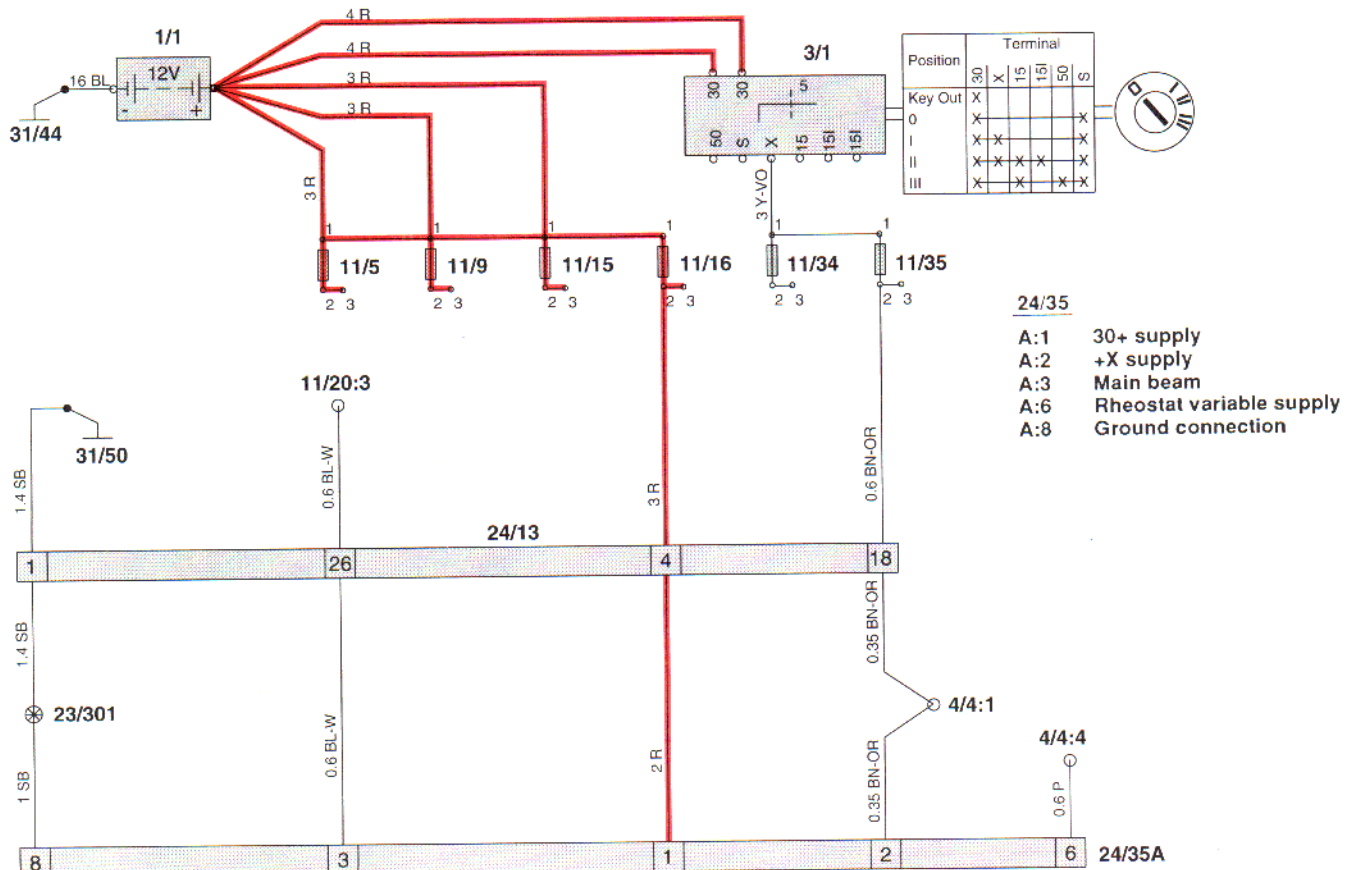 4 R
1/1
4 R
3/1
Terminal
Position
30 X 15 15I 50 S
16 BL
12V
3 R
- +
3 R
30 30 5
Key Out X
0 X X
I X X X
II X X X X X
III X X X X
31/44
50 S X 15 15I 15I
0 I II III
3 R
3 Y-VO
1 1 1 1 1 1
11/5 11/9 11/15 11/16 11/34 11/35
2 3 2 3 2 3 2 3 2 3 2 3
24/35
A:1 30+ supply
A:2 +X supply
A:3 Main beam
A:6 Rheostat variable supply
A:8 Ground connection
11/20:3
31/50
1.4 SB
0.6 BL-W
3 R
0.6 BN-OR
24/13
1 26 4 18
1.4 SB
0.35 BN-OR
23/301
4/4:1
4/4:4
1 SB
0.6 BL-W
2 R
0.35 BN-OR
0.6 P
8 3 1 2 6 24/35A